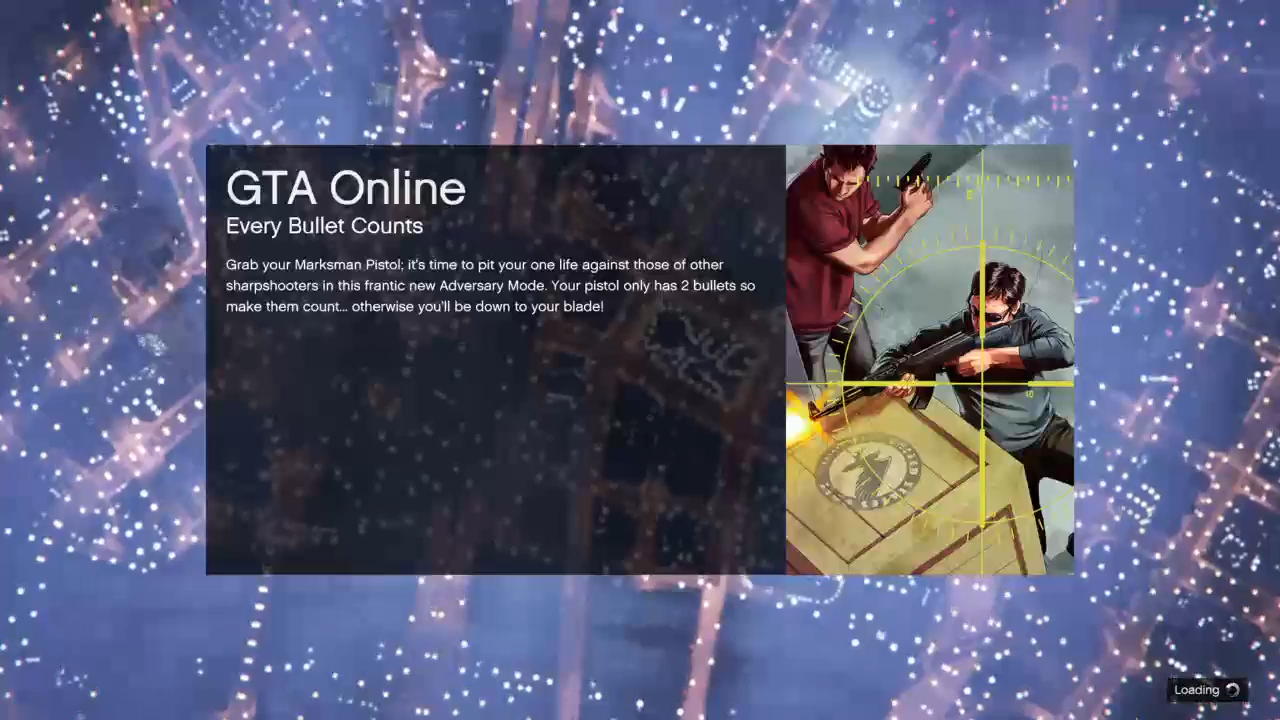 GTA Online
Every Bullet Counts
Grab your Marksman Pistol; it's time to pit your one life against those of other
sharpshooters in this frantic new Adversary Mode. Your pistol only has 2 bullets so
make them count... otherwise you'll be down to your blade!
Loading